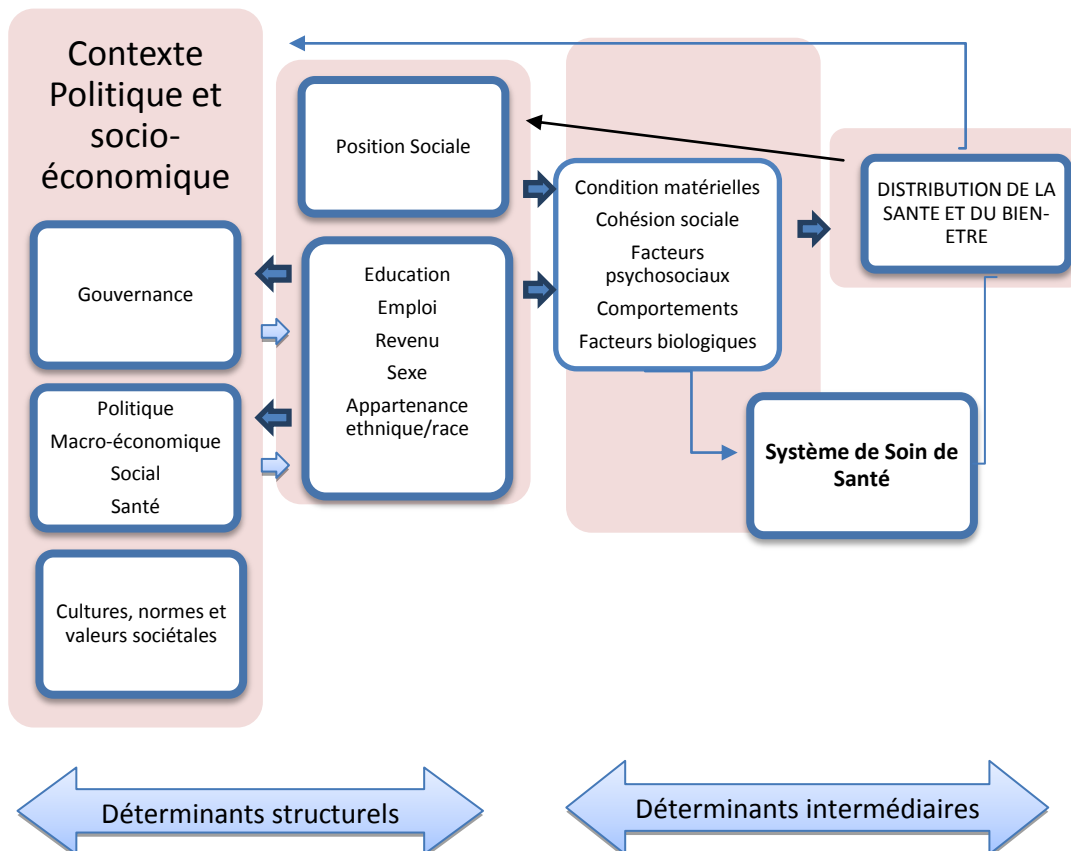 Contexte
Politique et
socio-
économique
Gouvernance
Politique
Macro-économique
Social
Santé
Cultures, normes et
valeurs sociétales
Position Sociale
Education
Emploi
Revenu
Sexe
Appartenance
ethnique/race
Condition matérielles
Cohésion sociale
Facteurs
psychosociaux
Comportements
Facteurs biologiques
DISTRIBUTION DE LA
SANTE ET DU BIEN-
ETRE
Système de Soin de
Santé
Déterminants structurels
Déterminants intermédiaires